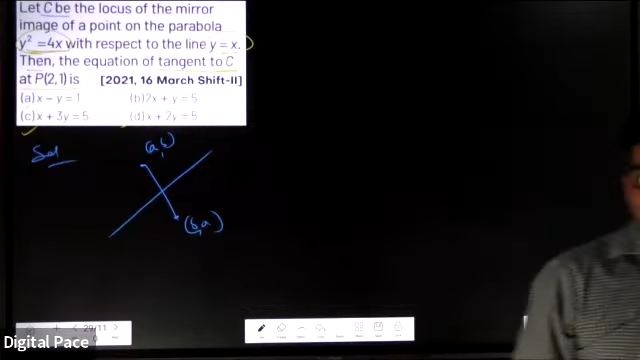 Let C be the locus of the mirror
image of a point on the parabola
y² = 4x with respect to the line y = x.
Then, the equation of tangent to C
at P(2, 1) is [2021, 16 March Shift-II]
(a) x − y = 1 (b) 2x + y = 5
(c) x + 3y = 5 (d) x + 2y = 5
Sol
(a, b)
(b, a)
29/11
Digital Pace